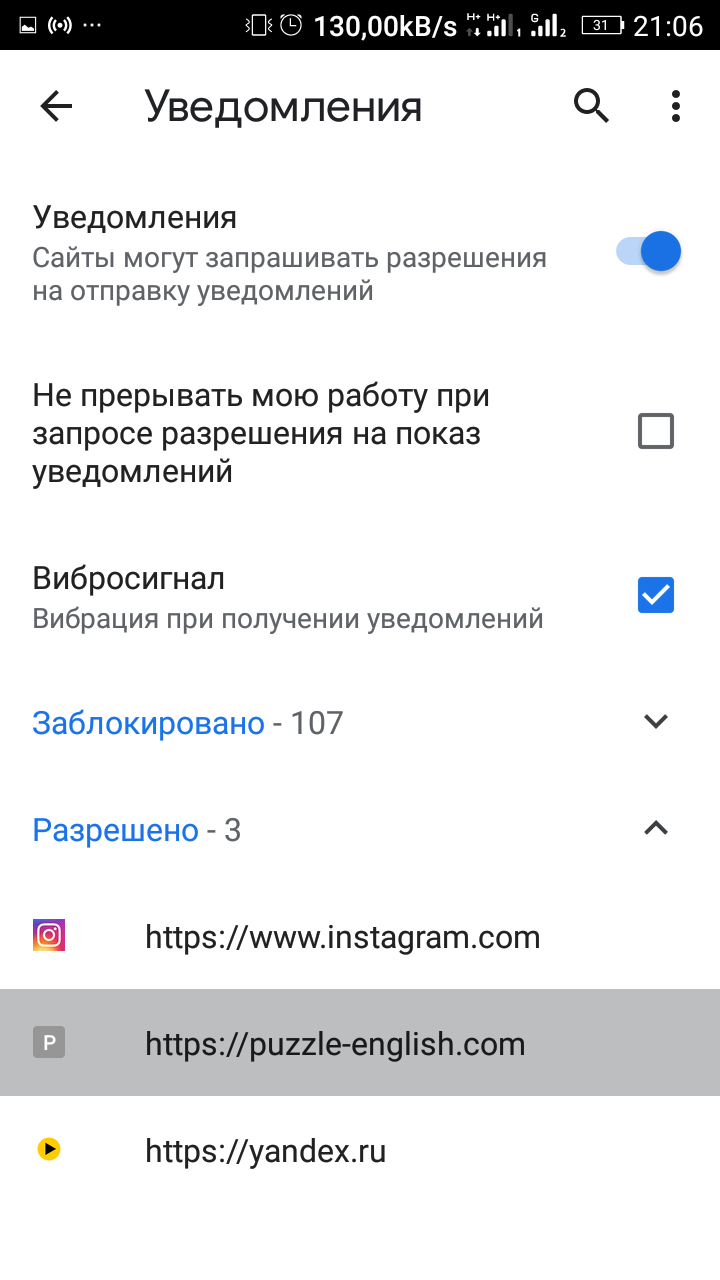 130,00kB/s H+ H+ 1 G 2 31 21:06
Уведомления
Уведомления
Сайты могут запрашивать разрешения
на отправку уведомлений
Не прерывать мою работу при
запросе разрешения на показ
уведомлений
Вибросигнал
Вибрация при получении уведомлений
Заблокировано - 107
Разрешено - 3
https://www.instagram.com
P https://puzzle-english.com
https://yandex.ru